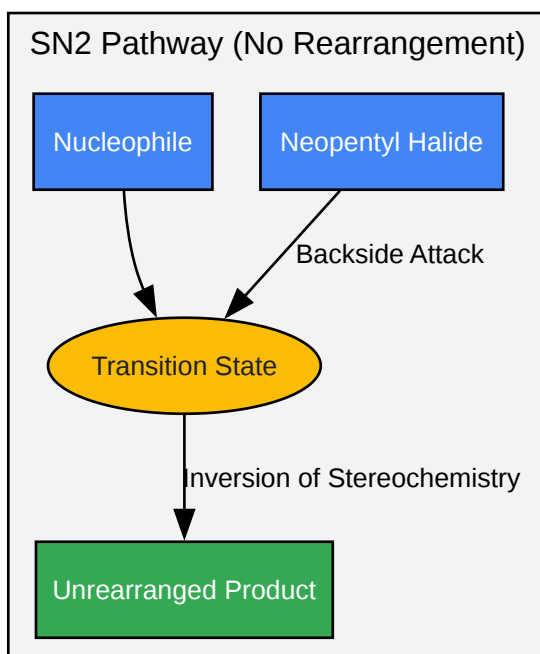 SN2 Pathway (No Rearrangement)
Nucleophile
Neopentyl Halide
Backside Attack
Transition State
Inversion of Stereochemistry
Unrearranged Product